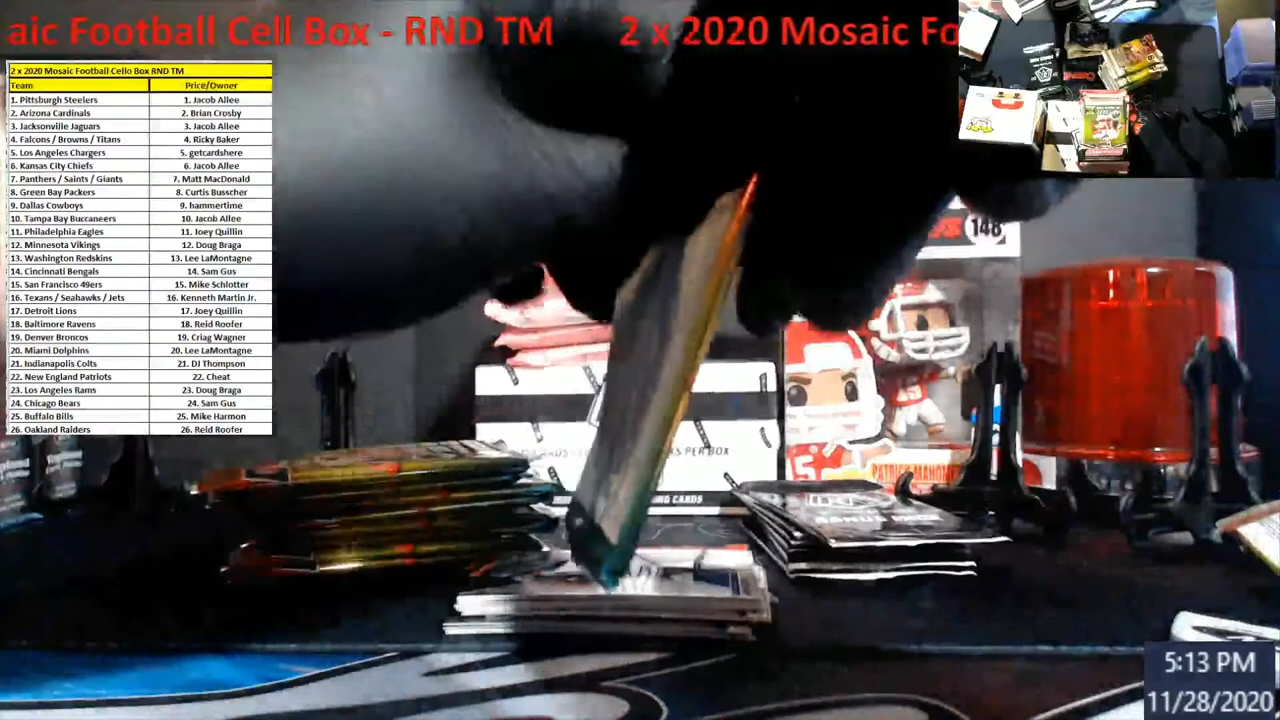 aic Football Cell Box - RND TM 2 x 2020 Mosaic Fo
2 x 2020 Mosaic Football Cello Box RND TM
Team Price/Owner
1. Pittsburgh Steelers 1. Jacob Allee
2. Arizona Cardinals 2. Brian Crosby
3. Jacksonville Jaguars 3. Jacob Allee
4. Falcons / Browns / Titans 4. Ricky Baker
5. Los Angeles Chargers 5. getcardshere
6. Kansas City Chiefs 6. Jacob Allee
7. Panthers / Saints / Giants 7. Matt MacDonald
8. Green Bay Packers 8. Curtis Busscher
9. Dallas Cowboys 9. hammertime
10. Tampa Bay Buccaneers 10. Jacob Allee
11. Philadelphia Eagles 11. Joey Quillin
12. Minnesota Vikings 12. Doug Braga
13. Washington Redskins 13. Lee LaMontagne
14. Cincinnati Bengals 14. Sam Gus
15. San Francisco 49ers 15. Mike Schlotter
16. Texans / Seahawks / Jets 16. Kenneth Martin Jr.
17. Detroit Lions 17. Joey Quillin
18. Baltimore Ravens 18. Reid Roofer
19. Denver Broncos 19. Criag Wagner
20. Miami Dolphins 20. Lee LaMontagne
21. Indianapolis Colts 21. DJ Thompson
22. New England Patriots 22. Cheat
23. Los Angeles Rams 23. Doug Braga
24. Chicago Bears 24. Sam Gus
25. Buffalo Bills 25. Mike Harmon
26. Oakland Raiders 26. Reid Roofer
148
PER BOX
CARDS
PATRICK MAHOM
5:13 PM
11/28/2020